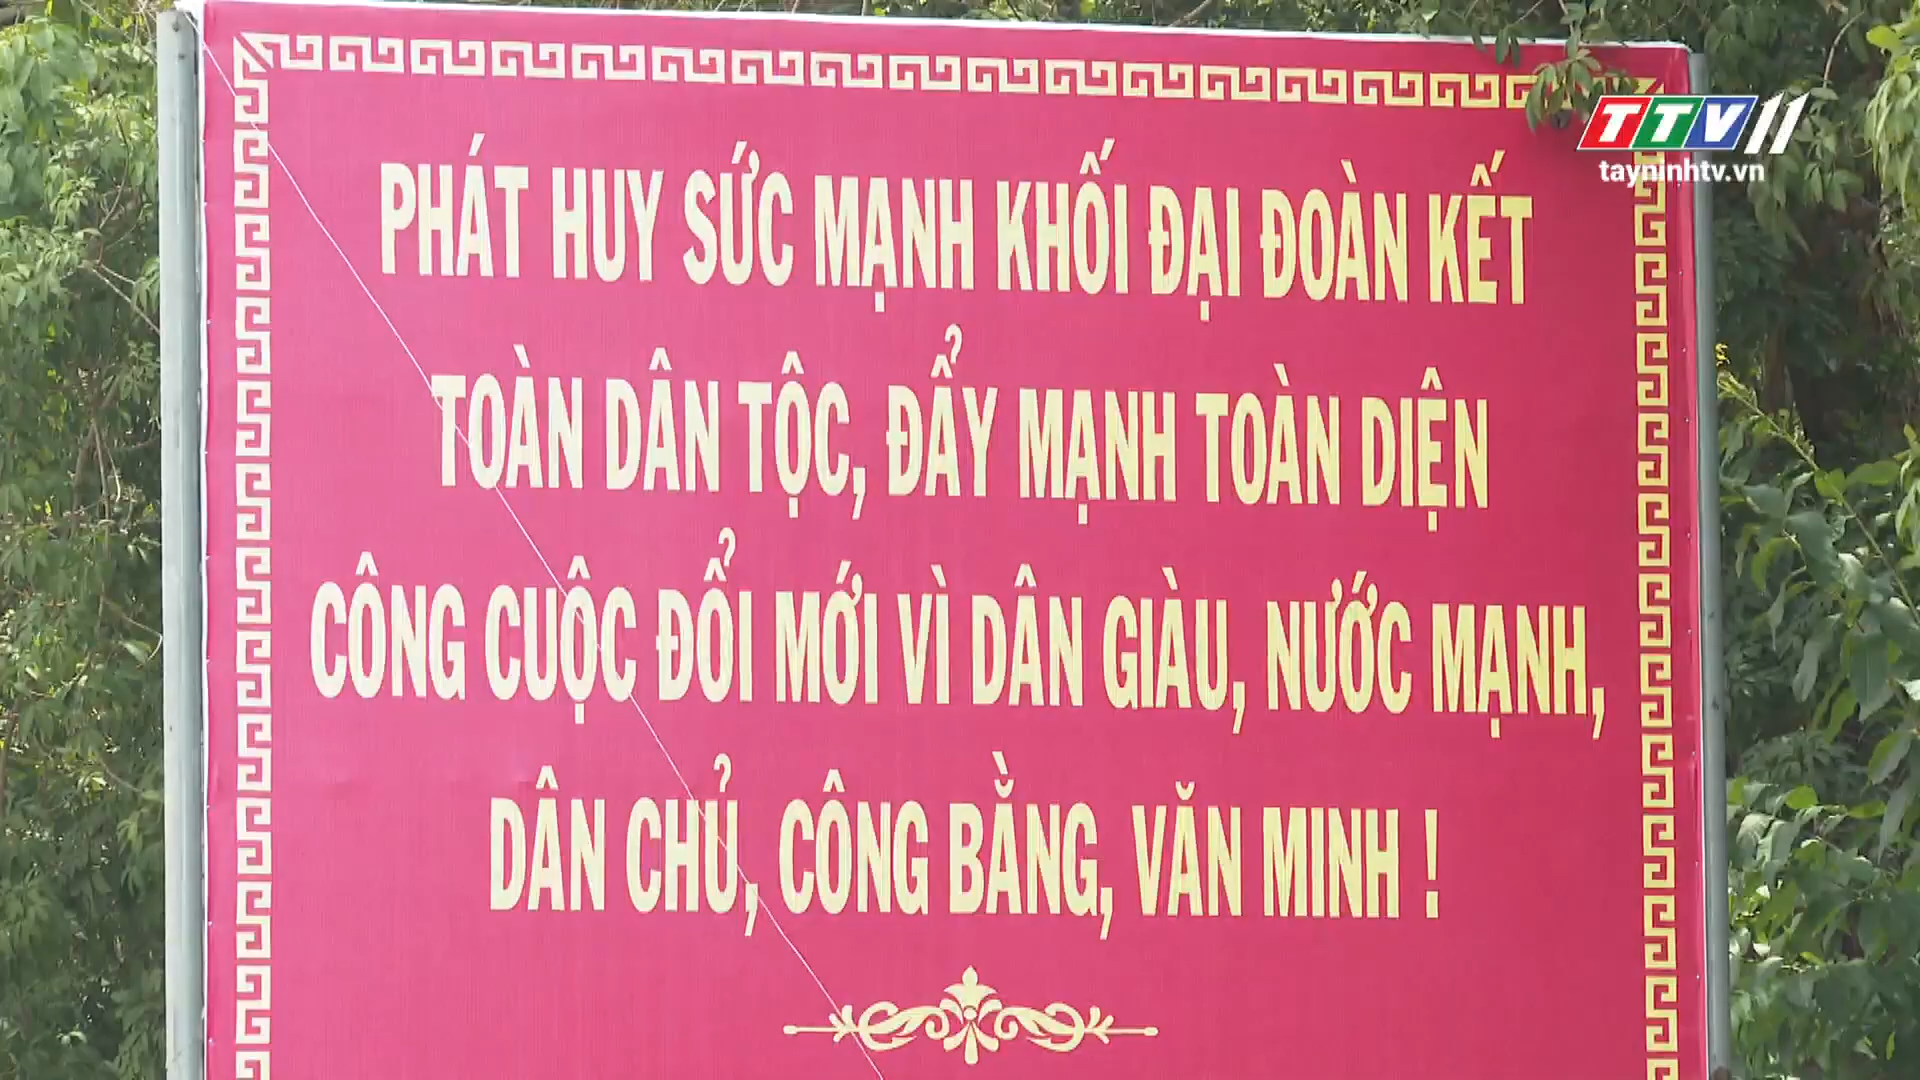 TTV11
tayninhtv.vn
PHÁT HUY SỨC MẠNH KHỐI ĐẠI ĐOÀN KẾT
TOÀN DÂN TỘC, ĐẨY MẠNH TOÀN DIỆN
CÔNG CUỘC ĐỔI MỚI VÌ DÂN GIÀU, NƯỚC MẠNH,
DÂN CHỦ, CÔNG BẰNG, VĂN MINH !